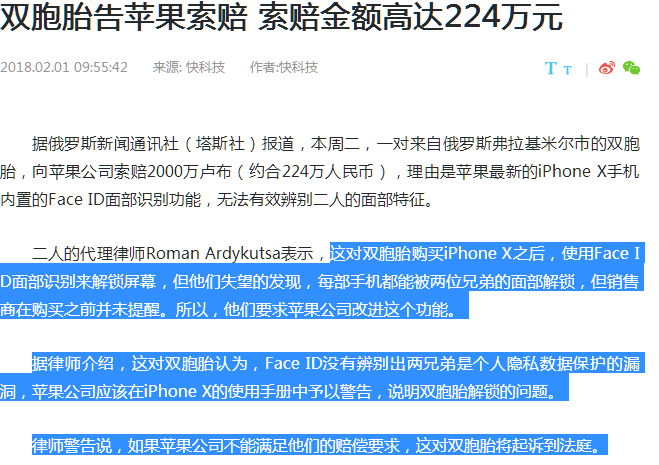 双胞胎告苹果索赔 索赔金额高达224万元
2018.02.01 09:55:42 来源: 快科技 作者:快科技 T T
据俄罗斯新闻通讯社（塔斯社）报道，本周二，一对来自俄罗斯弗拉基米尔市的双胞
胎，向苹果公司索赔2000万卢布（约合224万人民币），理由是苹果最新的iPhone X手机
内置的Face ID面部识别功能，无法有效辨别二人的面部特征。
二人的代理律师Roman Ardykutsa表示，这对双胞胎购买iPhone X之后，使用Face I
D面部识别来解锁屏幕，但他们失望的发现，每部手机都能被两位兄弟的面部解锁，但销售
商在购买之前并未提醒。所以，他们要求苹果公司改进这个功能。
据律师介绍，这对双胞胎认为，Face ID没有辨别出两兄弟是个人隐私数据保护的漏
洞，苹果公司应该在iPhone X的使用手册中予以警告，说明双胞胎解锁的问题。
律师警告说，如果苹果公司不能满足他们的赔偿要求，这对双胞胎将起诉到法庭。